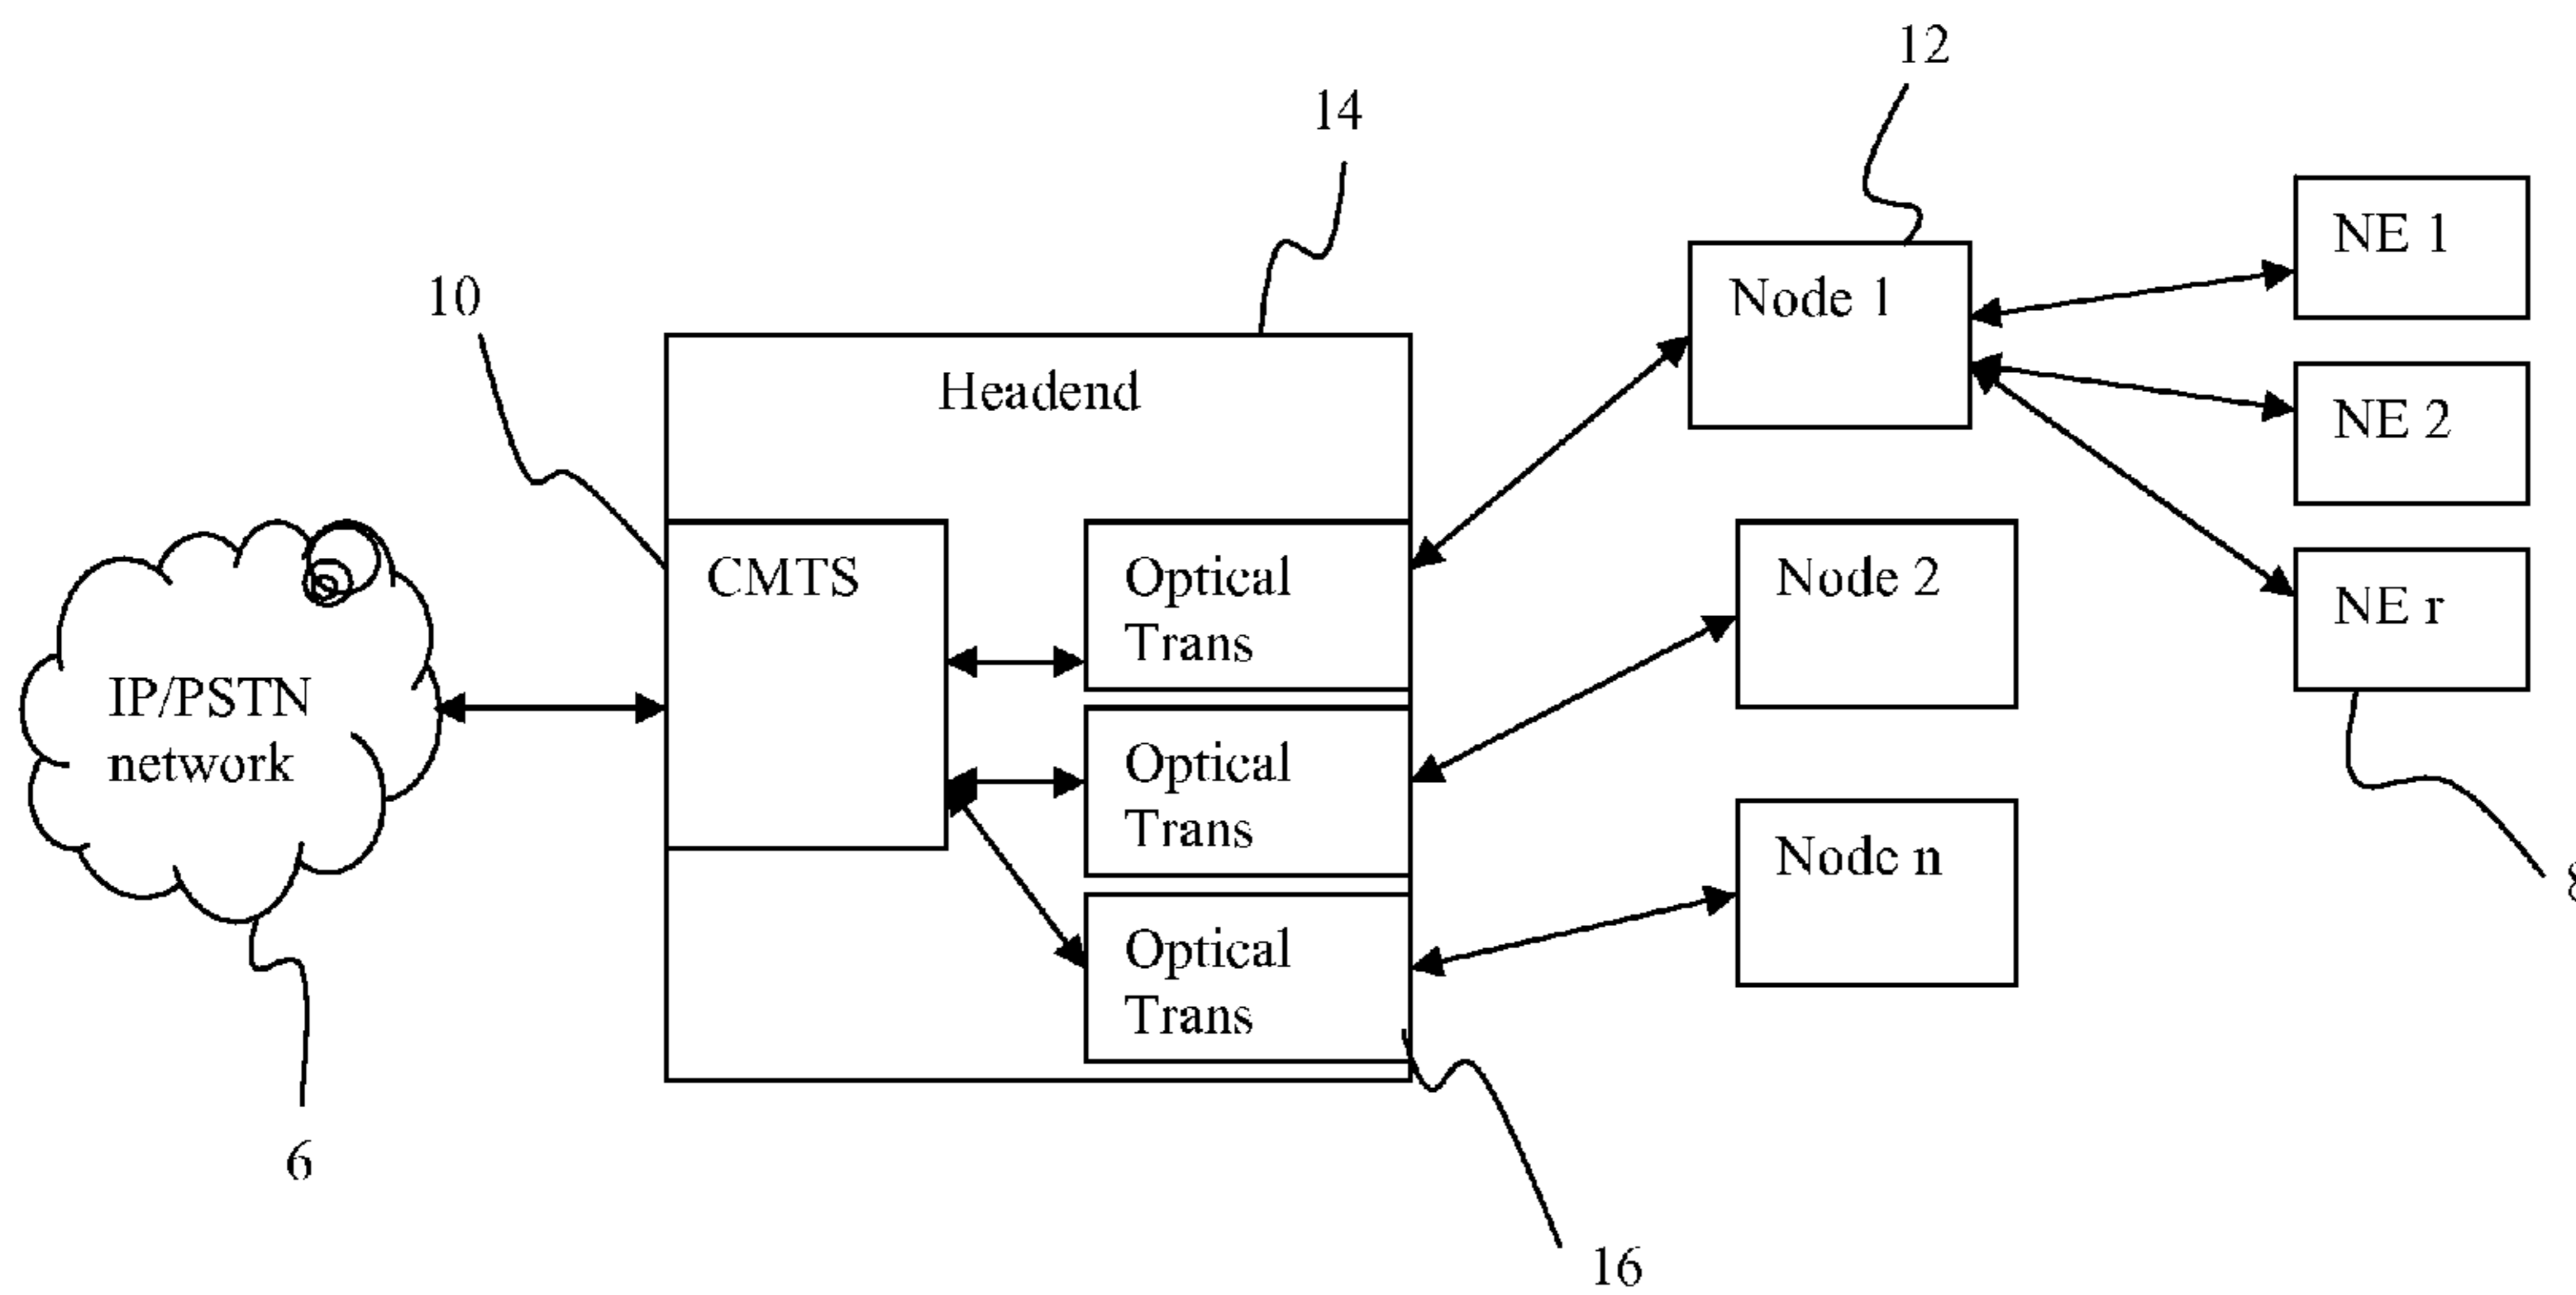 12
14
10
Headend
Node 1
NE 1
NE 2
NE r
CMTS
Optical
Trans
Node 2
IP/PSTN
network
Optical
Trans
Node n
8
Optical
Trans
6
16